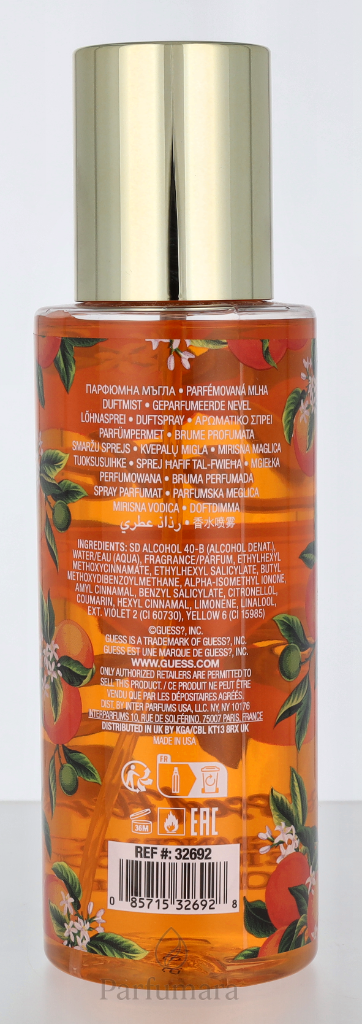 ПАРФЮМНА МЪГЛА • PARFÉMOVANÁ MLHA
DUFTMIST • GEPARFUMEERDE NEVEL
LÕHNASPREI • DUFTSPRAY • ΑΡΩΜΑΤΙΚΟ ΣΠΡΕΪ
PARFÜMPERMET • BRUME PROFUMATA
SMARŽU SPREJS • KVEPALŲ MIGLA • MIRISNA MAGLICA
TUOKSUSUIHKE • SPREJ HAFIF TAL-FWIEĦA • MGIEŁKA
PERFUMOWANA • BRUMA PERFUMADA
SPRAY PARFUMAT • PARFUMSKA MEGLICA
MIRISNA VODICA • DOFTDIMMA
رذاذ عطري • 香水喷雾
INGREDIENTS: SD ALCOHOL 40-B (ALCOHOL DENAT.),
WATER/EAU (AQUA), FRAGRANCE/PARFUM, ETHYLHEXYL
METHOXYCINNAMATE, ETHYLHEXYL SALICYLATE, BUTYL
METHOXYDIBENZOYLMETHANE, ALPHA-ISOMETHYL IONONE
AMYL CINNAMAL, BENZYL SALICYLATE, CITRONELLOL,
COUMARIN, HEXYL CINNAMAL, LIMONENE, LINALOOL,
EXT. VIOLET 2 (CI 60730), YELLOW 6 (CI 15985)
©GUESS?, INC.
GUESS IS A TRADEMARK OF GUESS?, INC.
GUESS EST UNE MARQUE DE GUESS?, INC.
WWW.GUESS.COM
ONLY AUTHORIZED RETAILERS ARE PERMITTED TO
SELL THIS PRODUCT. / CE PRODUIT NE PEUT ÊTRE
VENDU QUE PAR LES DÉPOSITAIRES AGRÉÉS.
DIST. BY INTER PARFUMS USA, LLC. NY, NY 10176
INTERPARFUMS 10, RUE DE SOLFÉRINO, 75007 PARIS, FRANCE
DISTRIBUTED IN UK BY KGA/CBL KT13 8RX UK
MADE IN USA
FR
36M
EAC
REF #: 32692
0 85715 32692 8
Parfumara